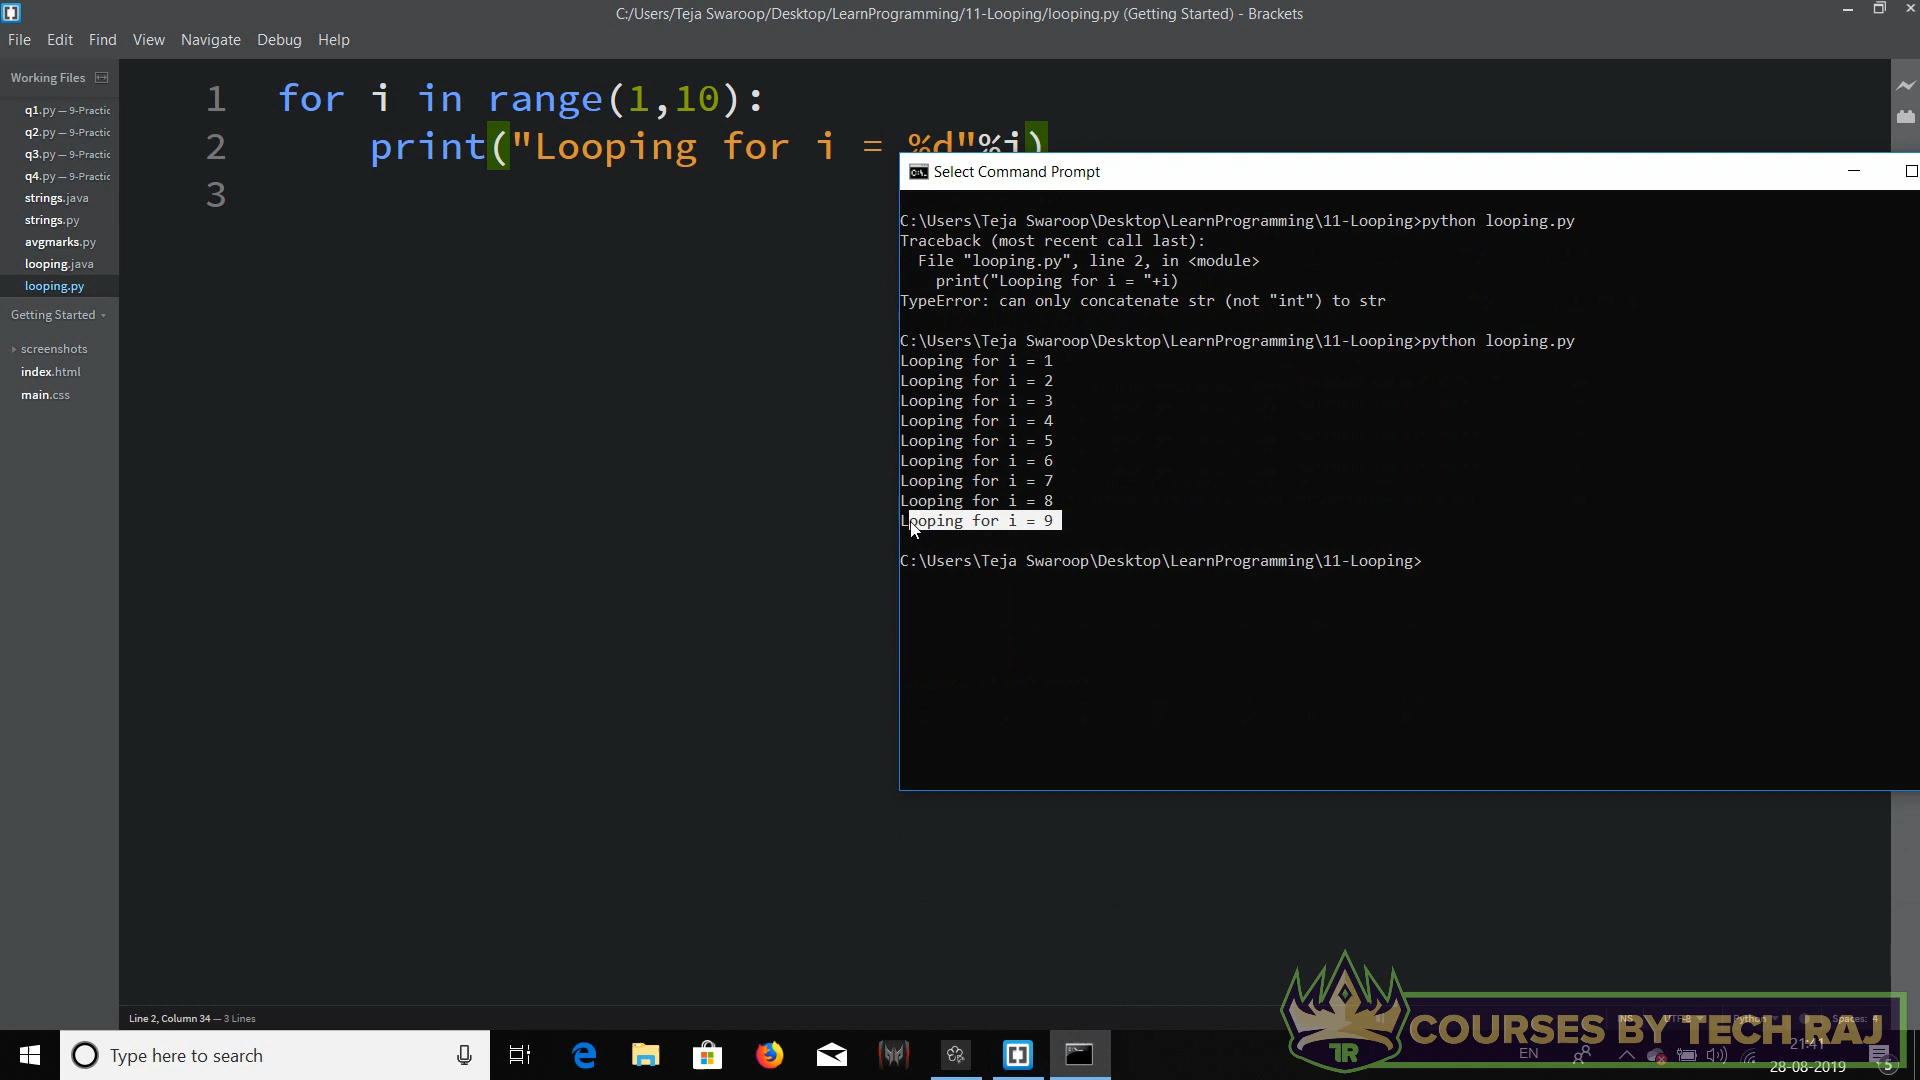 C:/Users/Teja Swaroop/Desktop/LearnProgramming/11-Looping/looping.py (Getting Started) - Brackets
File Edit Find View Navigate Debug Help
Working Files
q1.py — 9-Practic
q2.py — 9-Practic
q3.py — 9-Practic
q4.py — 9-Practic
strings.java
strings.py
avgmarks.py
looping.java
looping.py
Getting Started
screenshots
index.html
main.css
1 for i in range(1,10):
2 print("Looping for i = %d"%i)
3
Select Command Prompt
C:\Users\Teja Swaroop\Desktop\LearnProgramming\11-Looping>python looping.py
Traceback (most recent call last):
File "looping.py", line 2, in <module>
print("Looping for i = "+i)
TypeError: can only concatenate str (not "int") to str
C:\Users\Teja Swaroop\Desktop\LearnProgramming\11-Looping>python looping.py
Looping for i = 1
Looping for i = 2
Looping for i = 3
Looping for i = 4
Looping for i = 5
Looping for i = 6
Looping for i = 7
Looping for i = 8
Looping for i = 9
C:\Users\Teja Swaroop\Desktop\LearnProgramming\11-Looping>
Line 2, Column 34 — 3 Lines
INS UTF-8 Python Spaces: 4
TR COURSES BY TECH RAJ
Type here to search
EN
21:41
28-08-2019
5